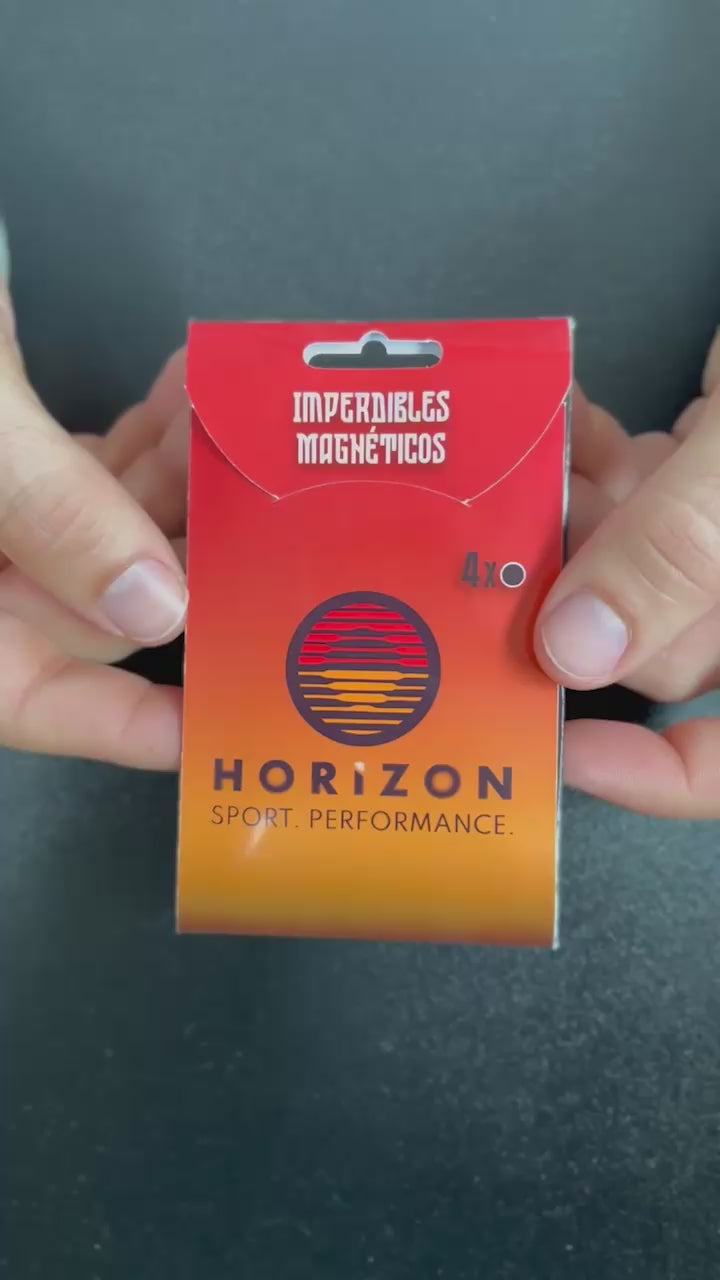 IMPERDIBLES
MAGNÉTICOS
4x
HORIZON
SPORT. PERFORMANCE.